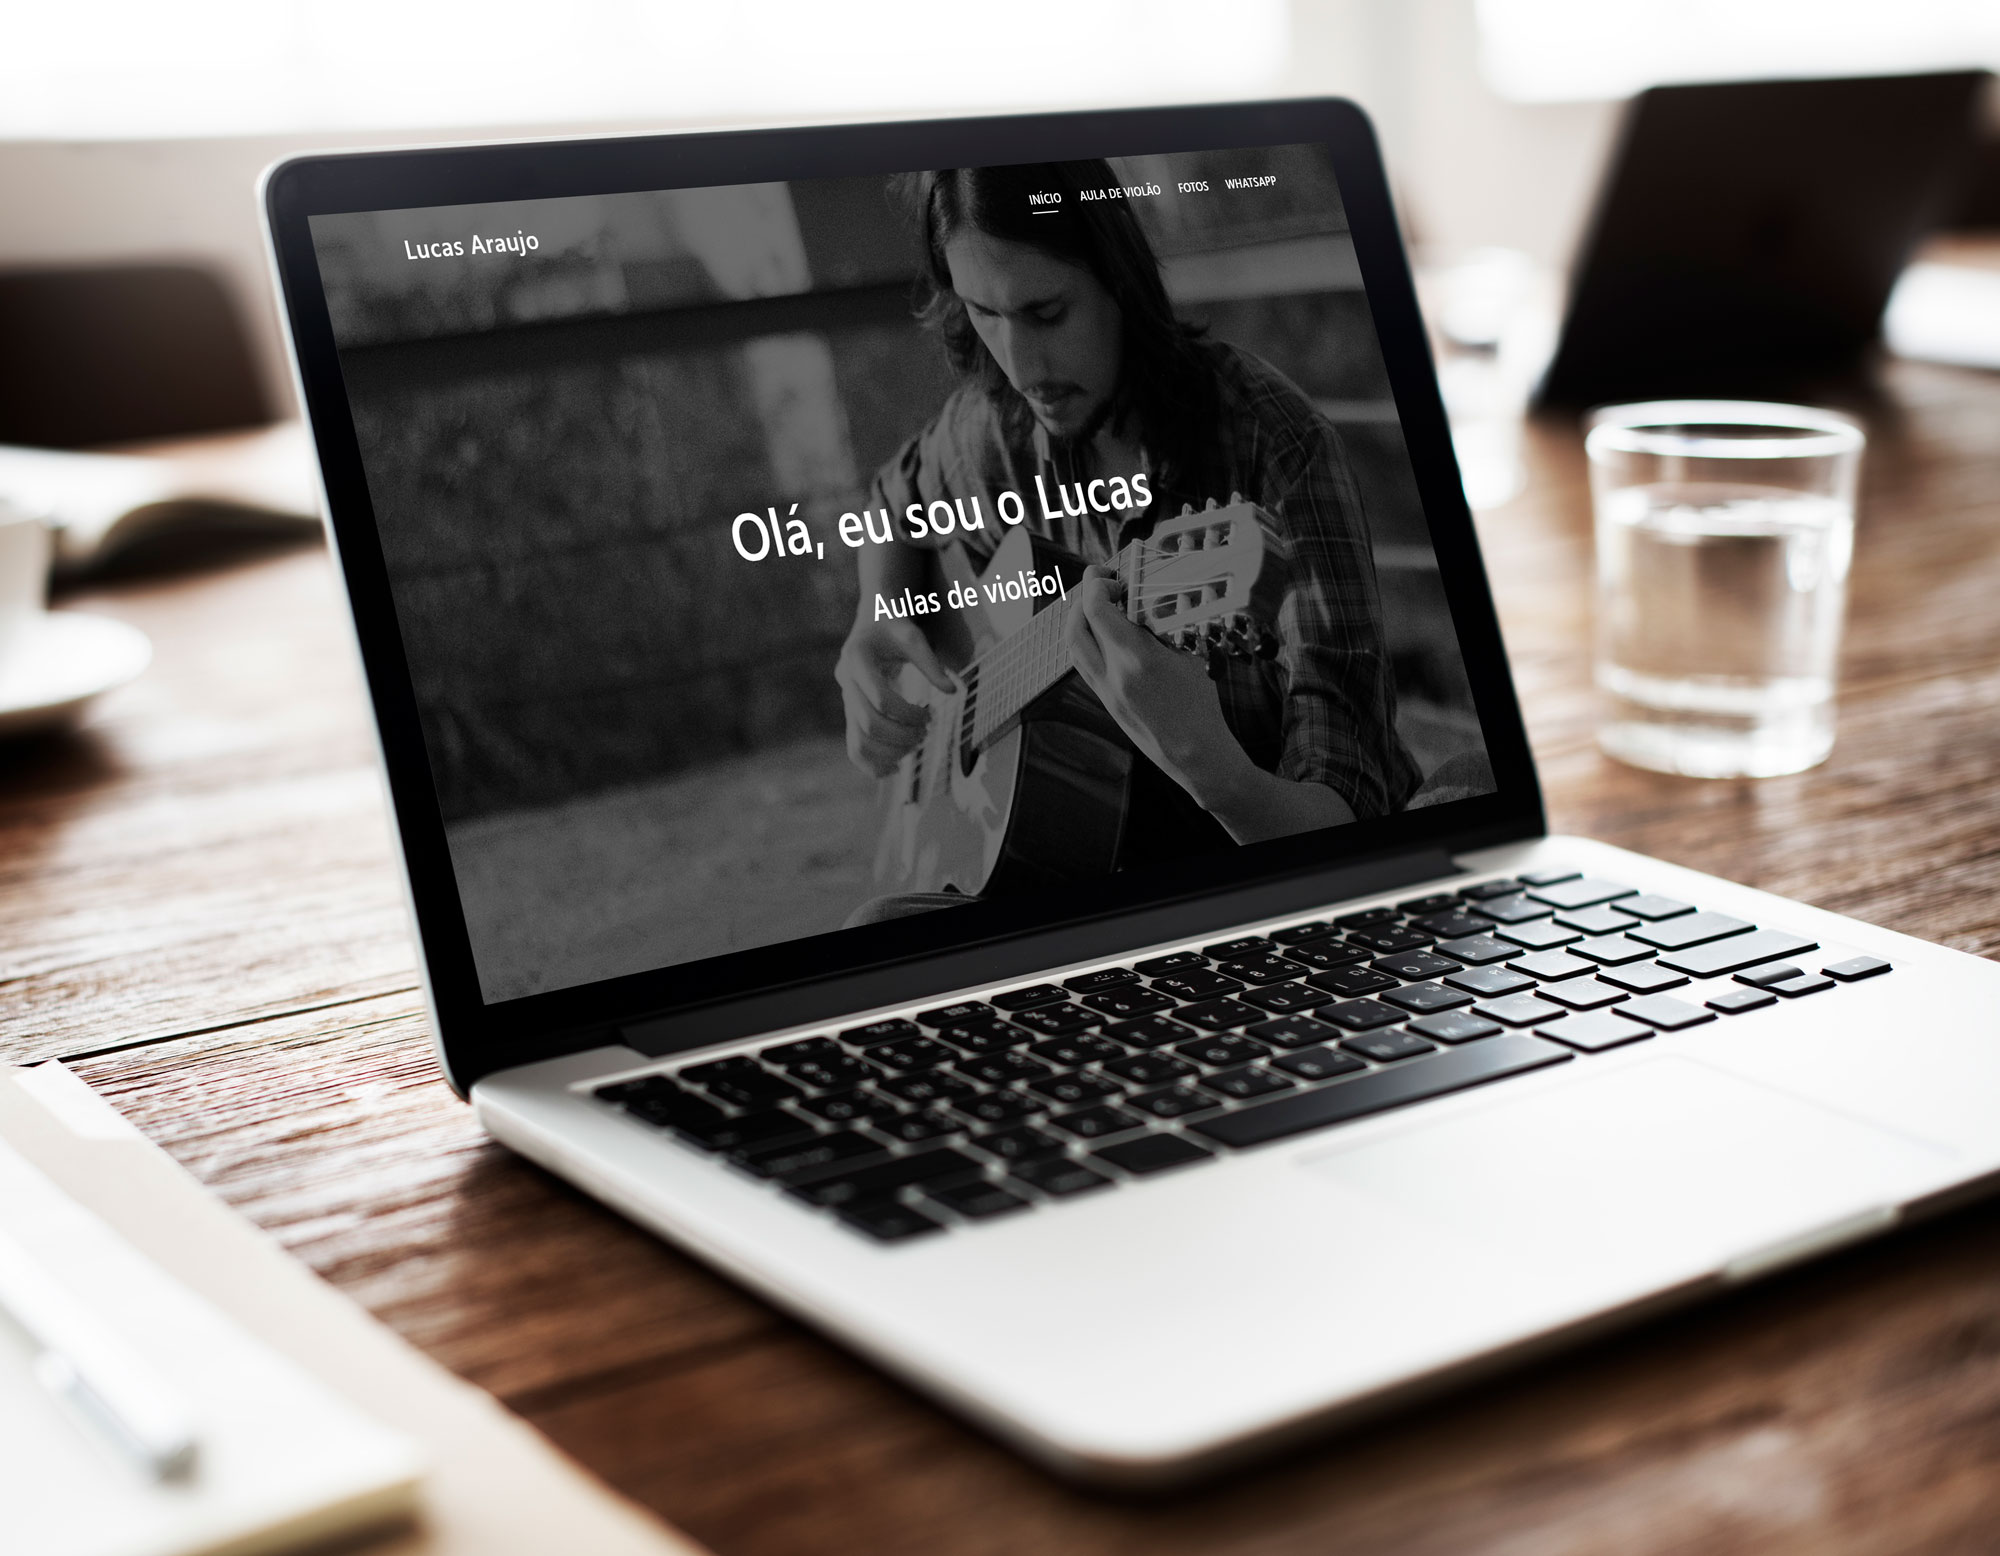 INÍCIO AULA DE VIOLÃO FOTOS WHATSAPP
Lucas Araujo
Olá, eu sou o Lucas
Aulas de violão